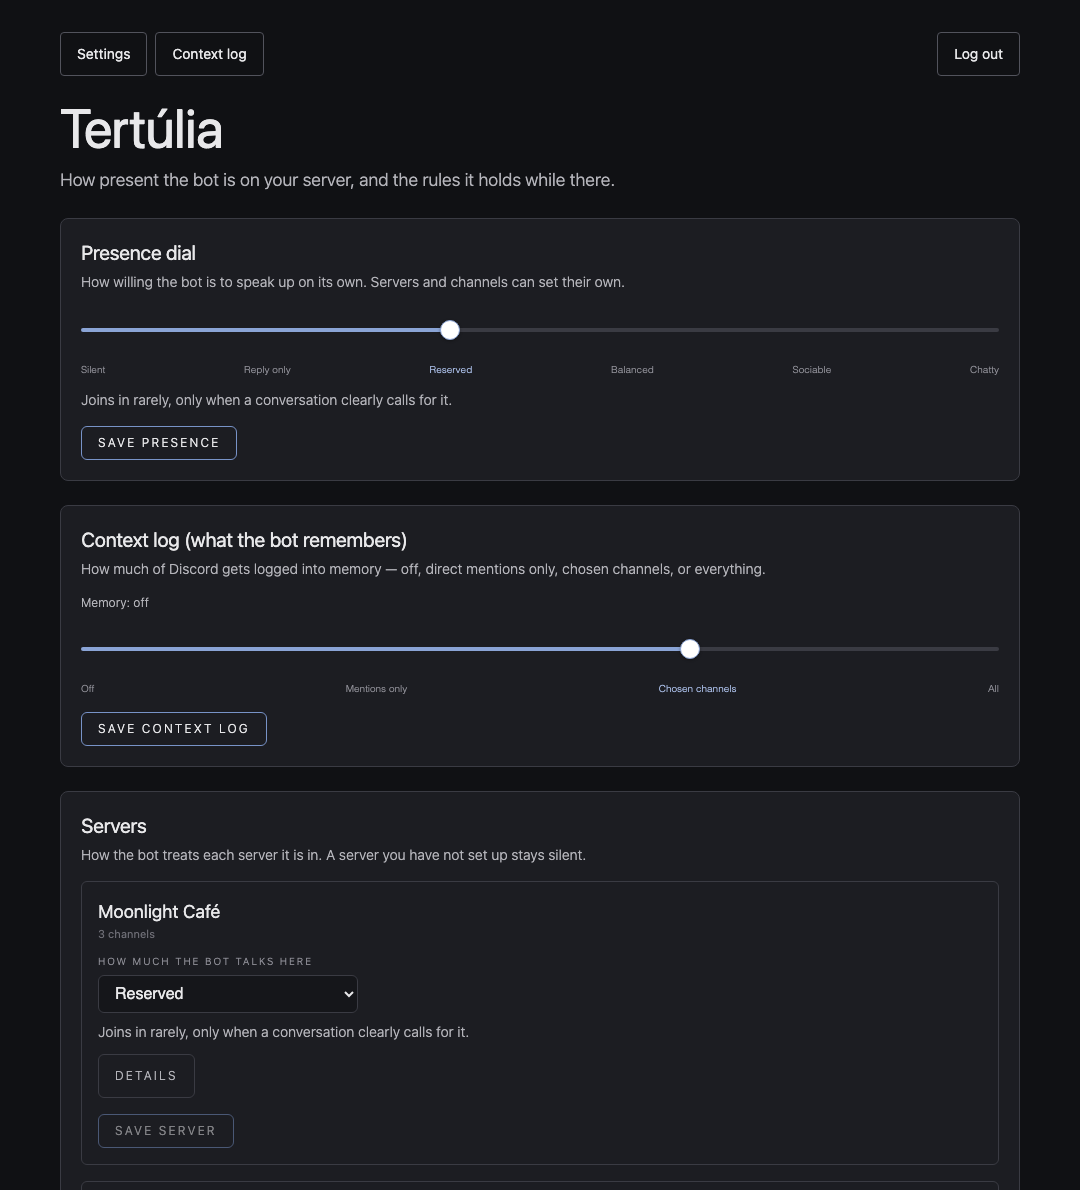 Settings
Context log
Log out
Tertúlia
How present the bot is on your server, and the rules it holds while there.
Presence dial
How willing the bot is to speak up on its own. Servers and channels can set their own.
Silent
Reply only
Reserved
Balanced
Sociable
Chatty
Joins in rarely, only when a conversation clearly calls for it.
SAVE PRESENCE
Context log (what the bot remembers)
How much of Discord gets logged into memory — off, direct mentions only, chosen channels, or everything.
Memory: off
Off
Mentions only
Chosen channels
All
SAVE CONTEXT LOG
Servers
How the bot treats each server it is in. A server you have not set up stays silent.
Moonlight Café
3 channels
HOW MUCH THE BOT TALKS HERE
Reserved
Joins in rarely, only when a conversation clearly calls for it.
DETAILS
SAVE SERVER